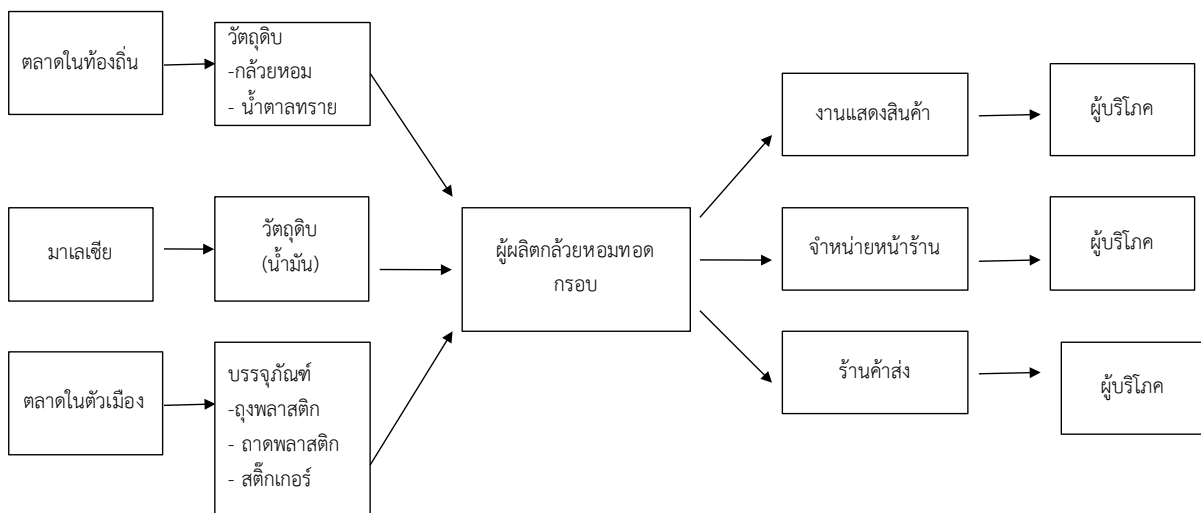 ตลาดในท้องถิ่น
วัตถุดิบ
-กล้วยหอม
- น้ำตาลทราย
มาเลเซีย
วัตถุดิบ
(น้ำมัน)
ตลาดในตัวเมือง
บรรจุภัณฑ์
-ถุงพลาสติก
- ถาดพลาสติก
- สติ๊กเกอร์
ผู้ผลิตกล้วยหอมทอด
กรอบ
งานแสดงสินค้า
ผู้บริโภค
จำหน่ายหน้าร้าน
ผู้บริโภค
ร้านค้าส่ง
ผู้บริโภค